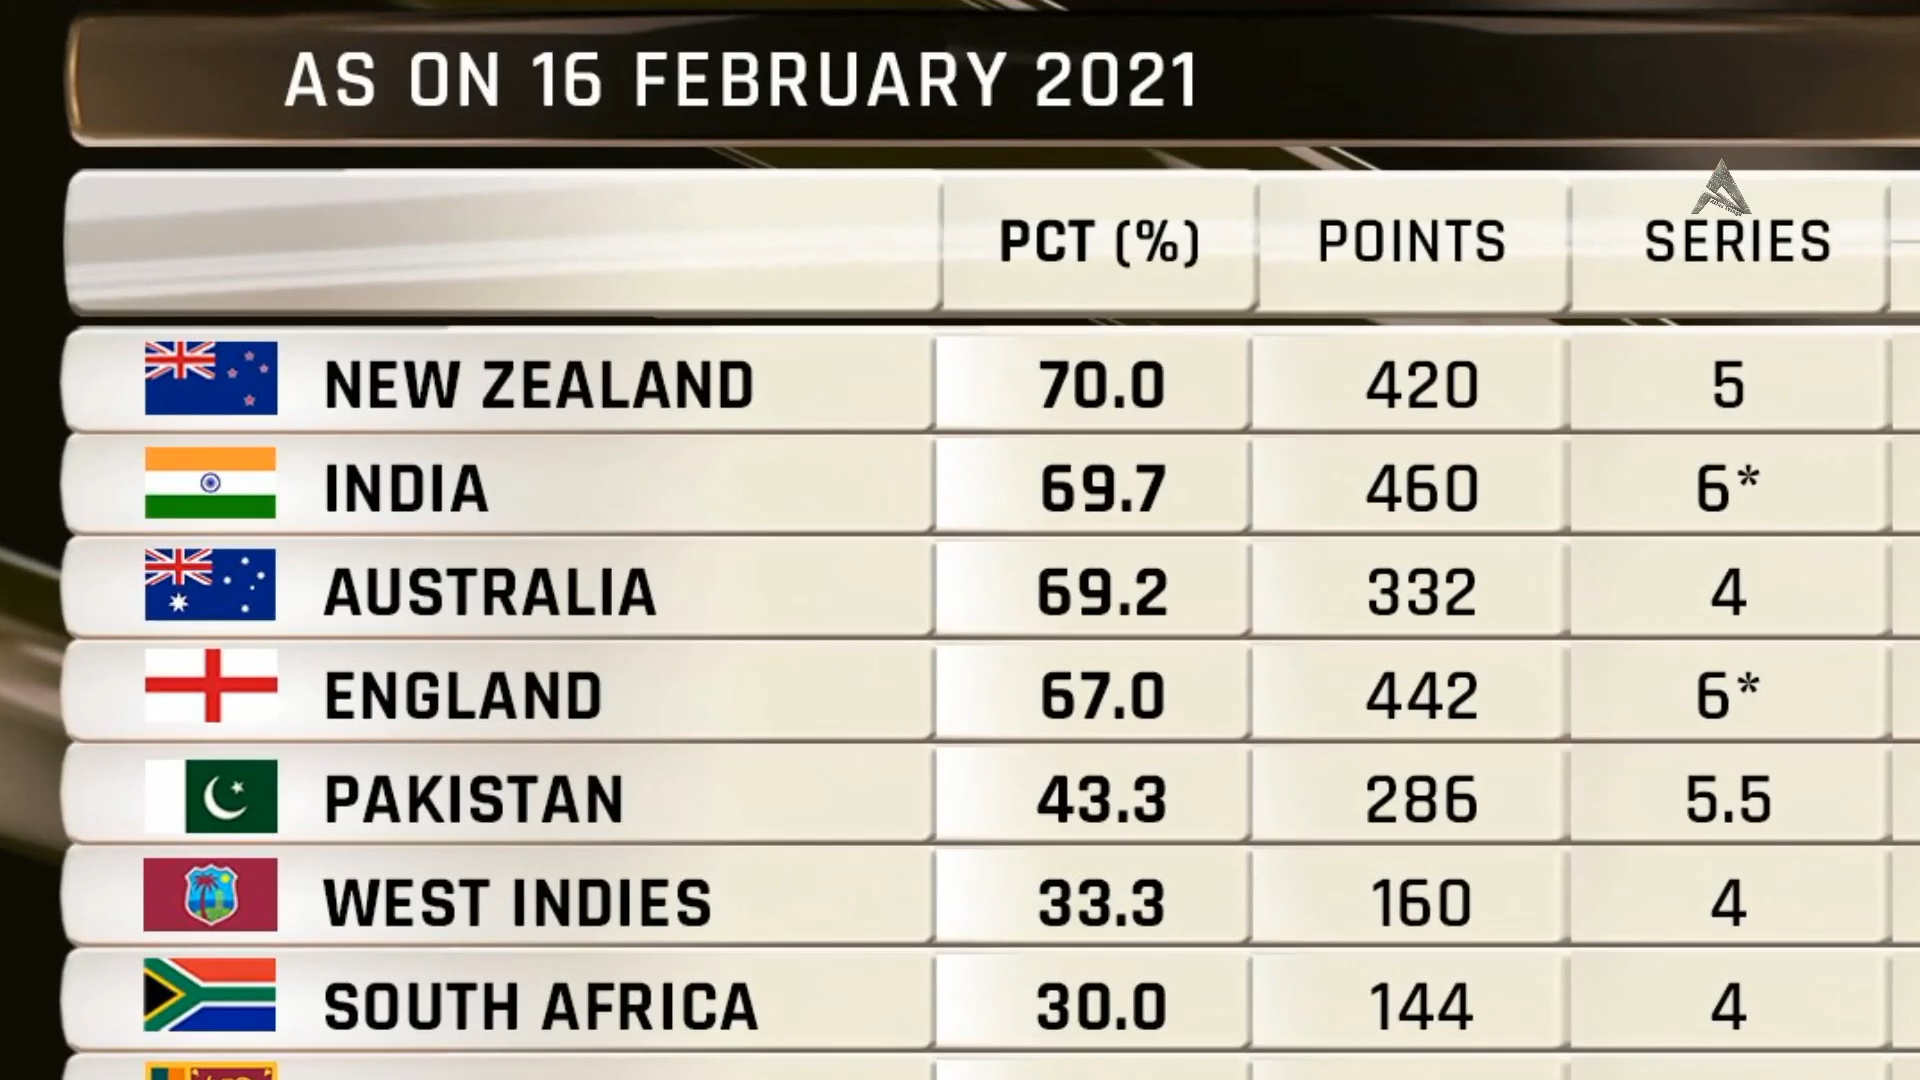 AS ON 16 FEBRUARY 2021
PCT (%) POINTS SERIES
NEW ZEALAND 70.0 420 5
INDIA 69.7 460 6*
AUSTRALIA 69.2 332 4
ENGLAND 67.0 442 6*
PAKISTAN 43.3 286 5.5
WEST INDIES 33.3 160 4
SOUTH AFRICA 30.0 144 4